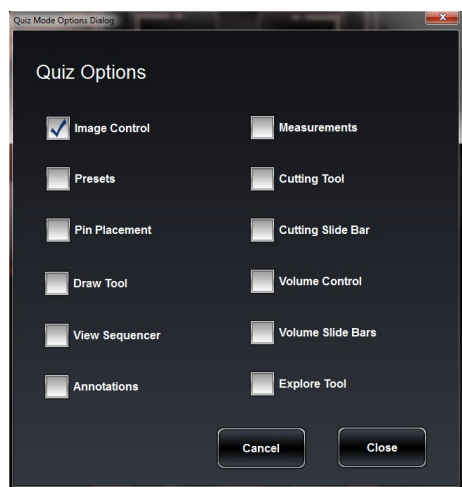 Quiz Mode Options Dialog
Quiz Options
Image Control
Measurements
Presets
Cutting Tool
Pin Placement
Cutting Slide Bar
Draw Tool
Volume Control
View Sequencer
Volume Slide Bars
Annotations
Explore Tool
Cancel
Close